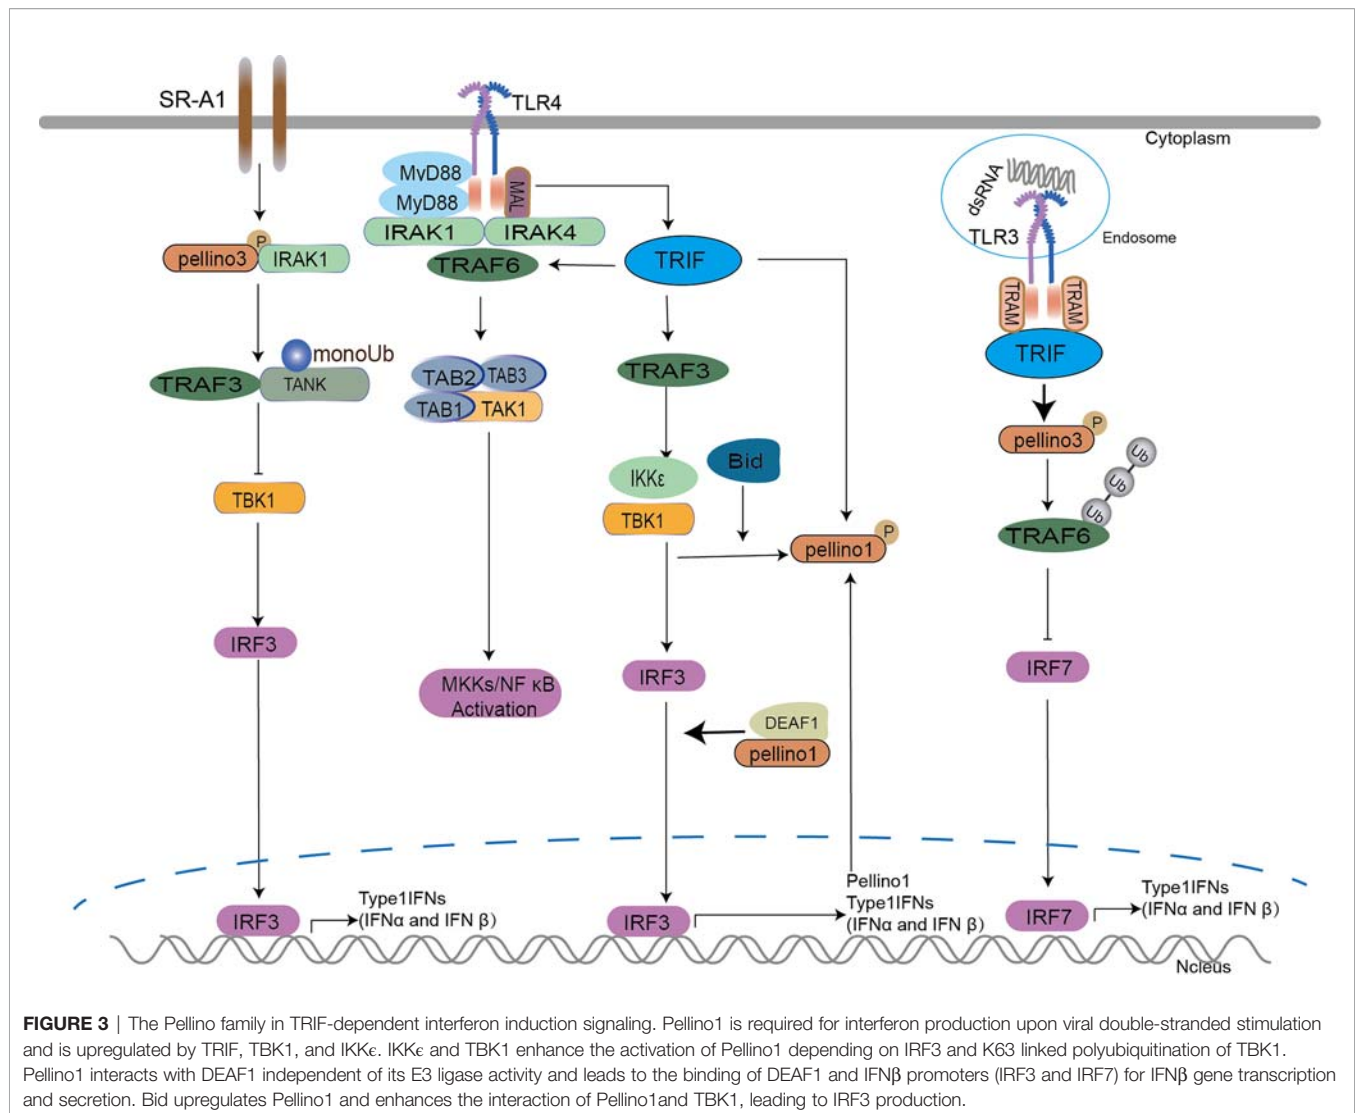 SR-A1
TLR4
Cytoplasm
MvD88
MyD88
MAL
IRAK1
IRAK4
TRAF6
TRIF
dsRNA
TLR3
Endosome
TRAM
TRAM
TRIF
P
pellino3
IRAK1
monoUb
TRAF3
TANK
TAB2
TAB3
TAB1
TAK1
TRAF3
IKKε
TBK1
Bid
pellino1
P
pellino3
P
Ub
Ub
Ub
TRAF6
TBK1
IRF3
MKKs/NF κB
Activation
IRF3
DEAF1
pellino1
IRF7
IRF3
Type1IFNs
(IFNα and IFN β)
IRF3
Pellino1
Type1IFNs
(IFNα and IFN β)
IRF7
Type1IFNs
(IFNα and IFN β)
Ncleus
FIGURE 3 | The Pellino family in TRIF-dependent interferon induction signaling. Pellino1 is required for interferon production upon viral double-stranded stimulation
and is upregulated by TRIF, TBK1, and IKKϵ. IKKϵ and TBK1 enhance the activation of Pellino1 depending on IRF3 and K63 linked polyubiquitination of TBK1.
Pellino1 interacts with DEAF1 independent of its E3 ligase activity and leads to the binding of DEAF1 and IFNβ promoters (IRF3 and IRF7) for IFNβ gene transcription
and secretion. Bid upregulates Pellino1 and enhances the interaction of Pellino1and TBK1, leading to IRF3 production.